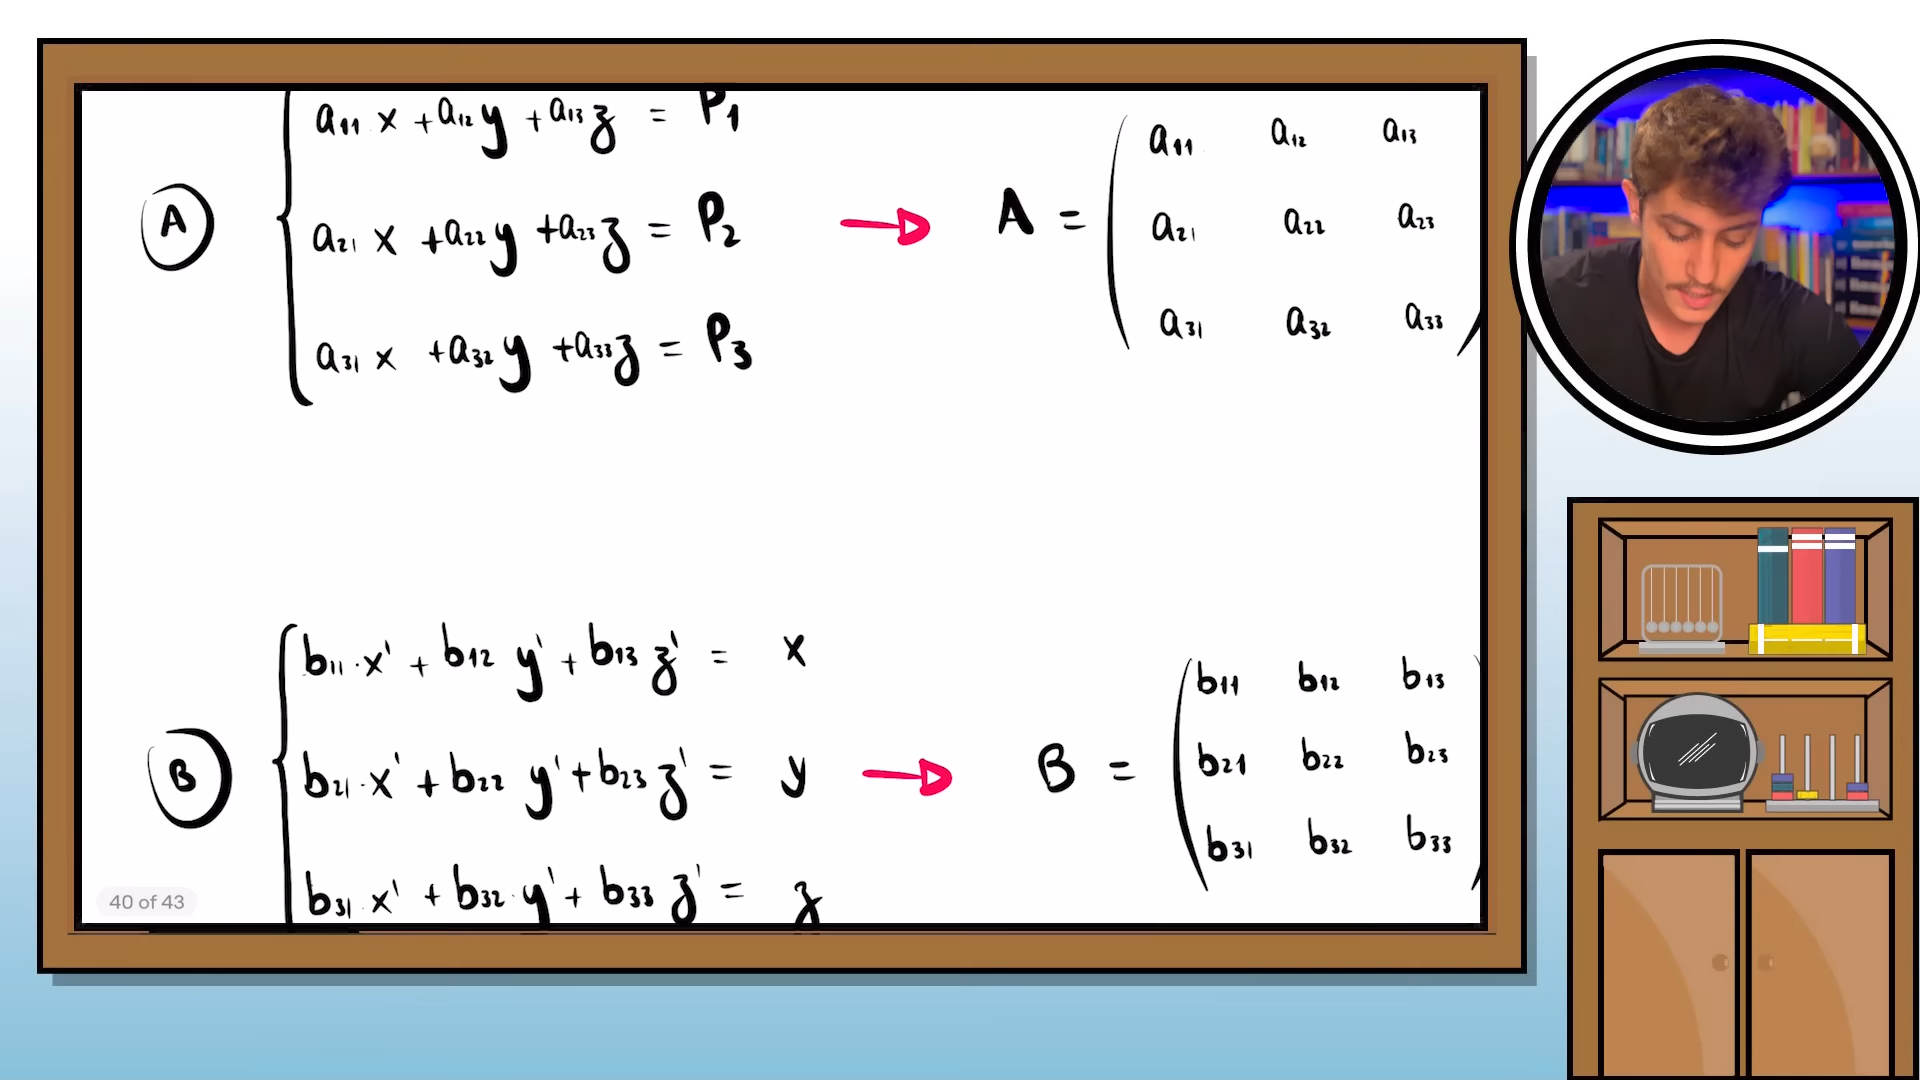 a11 x + a12 y + a13 z = P1
a21 x + a22 y + a23 z = P2
a31 x + a32 y + a33 z = P3
A
A =
a11 a12 a13
a21 a22 a23
a31 a32 a33
b11 · x' + b12 y' + b13 z' = x
b21 · x' + b22 y' + b23 z' = y
b31 x' + b32 · y' + b33 z' = z
B
B =
b11 b12 b13
b21 b22 b23
b31 b32 b33
40 of 43